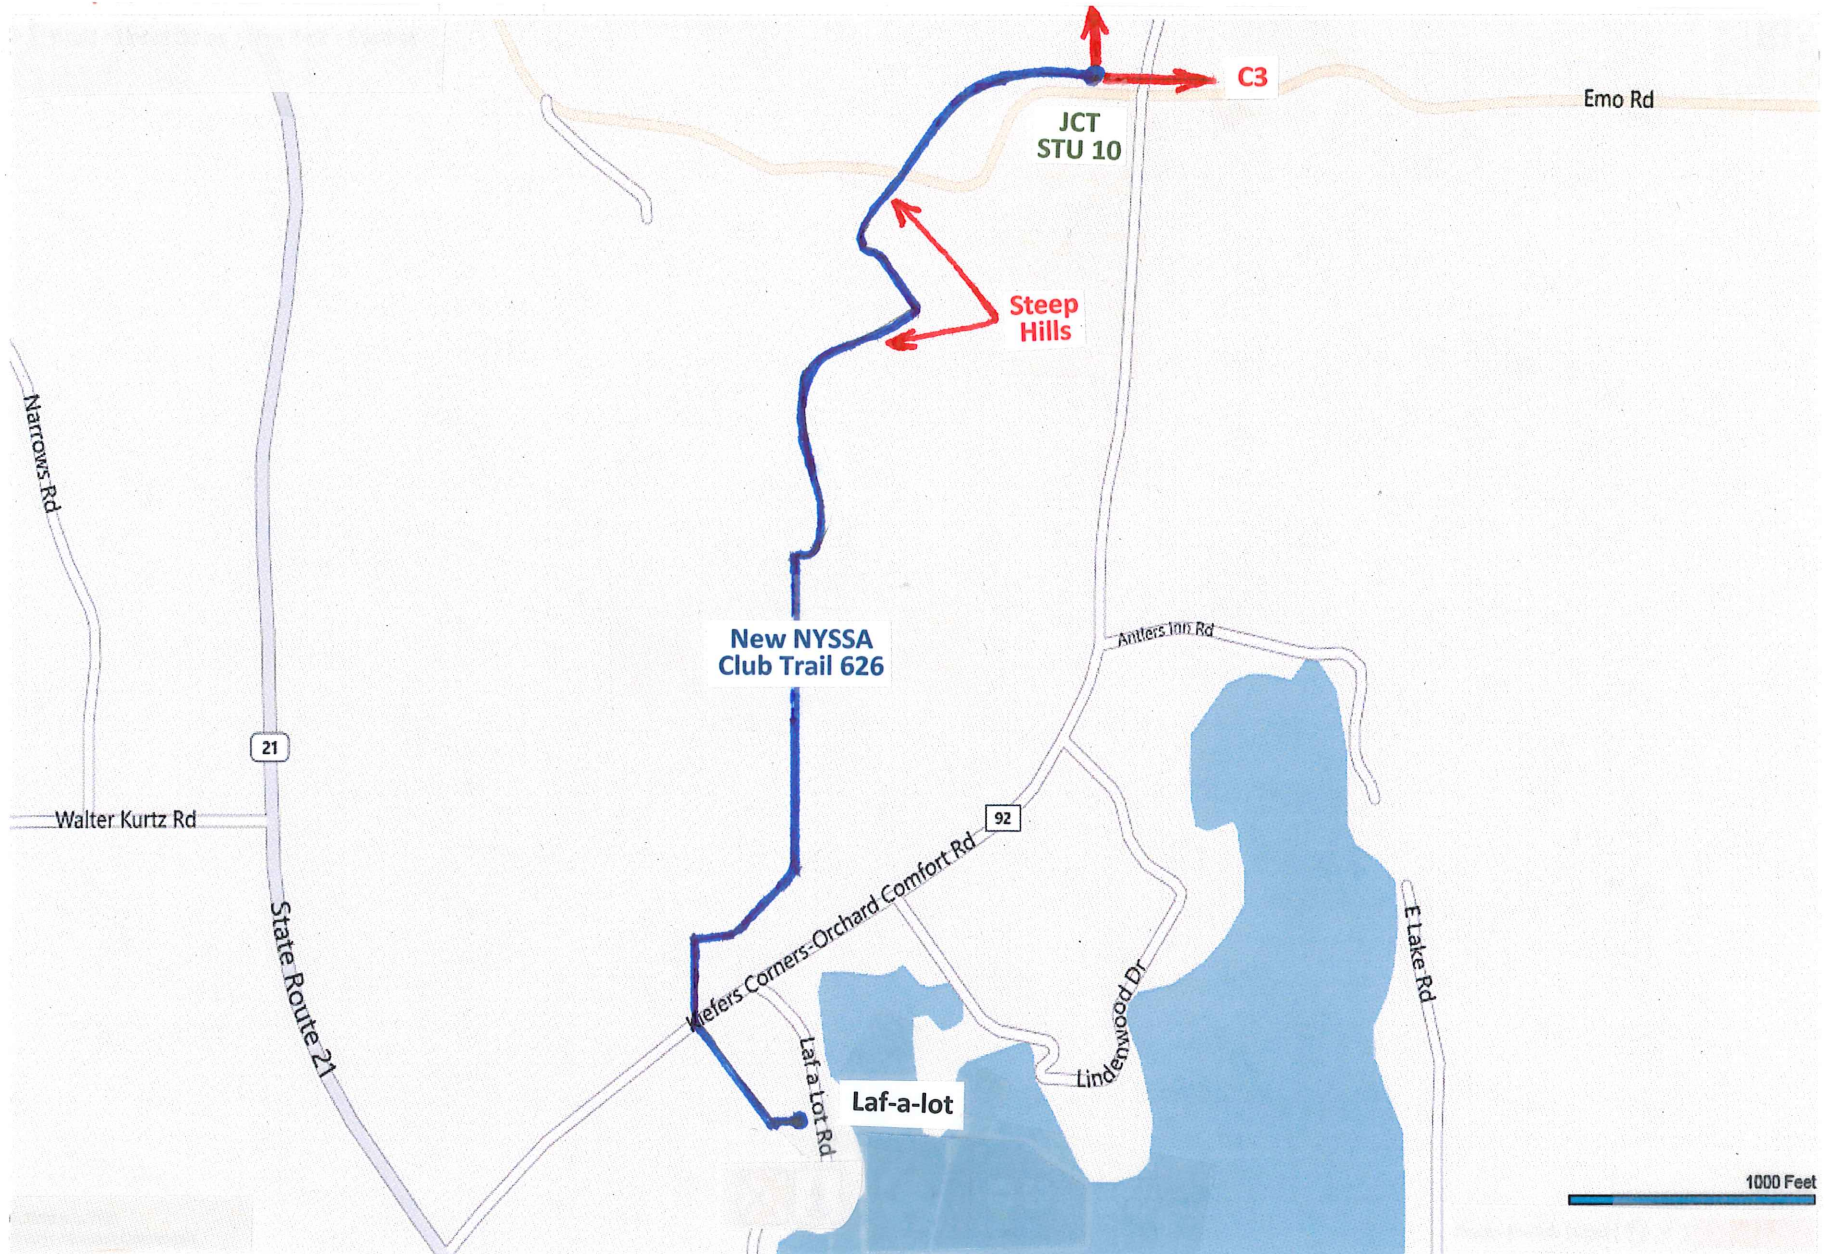 C3
Emo Rd
JCT
STU 10
Steep
Hills
Narrows Rd
New NYSSA
Club Trail 626
Antlers Inn Rd
21
Walter Kurtz Rd
92
Kiefers Corners-Orchard Comfort Rd
State Route 21
E Lake Rd
Lindenwood Dr
Laf a Lot Rd
Laf-a-lot
1000 Feet